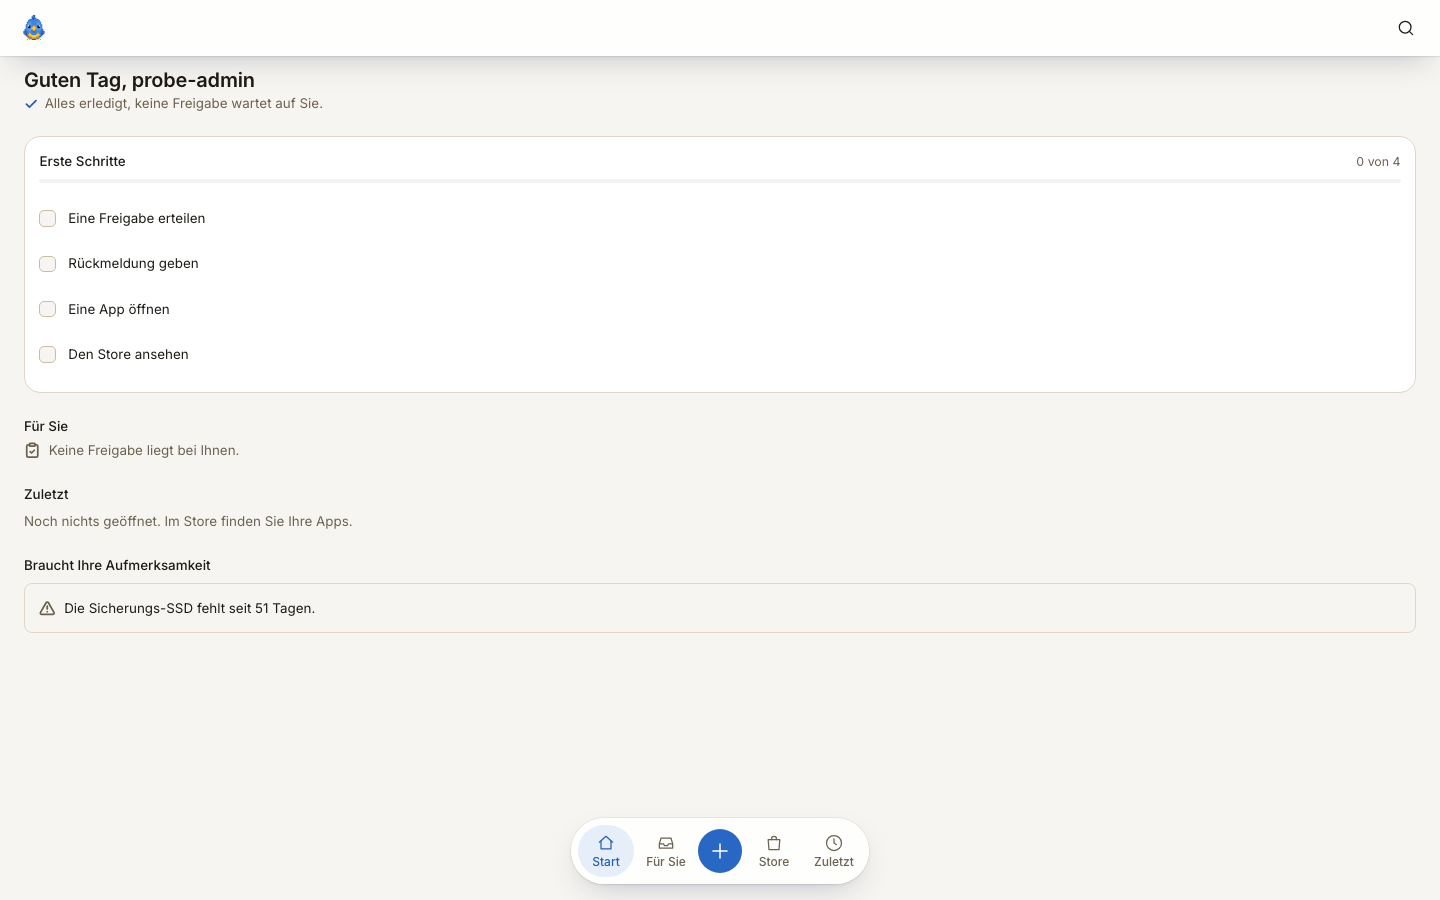 Guten Tag, probe-admin
Alles erledigt, keine Freigabe wartet auf Sie.
Erste Schritte
0 von 4
Eine Freigabe erteilen
Rückmeldung geben
Eine App öffnen
Den Store ansehen
Für Sie
Keine Freigabe liegt bei Ihnen.
Zuletzt
Noch nichts geöffnet. Im Store finden Sie Ihre Apps.
Braucht Ihre Aufmerksamkeit
Die Sicherungs-SSD fehlt seit 51 Tagen.
Start
Für Sie
Store
Zuletzt